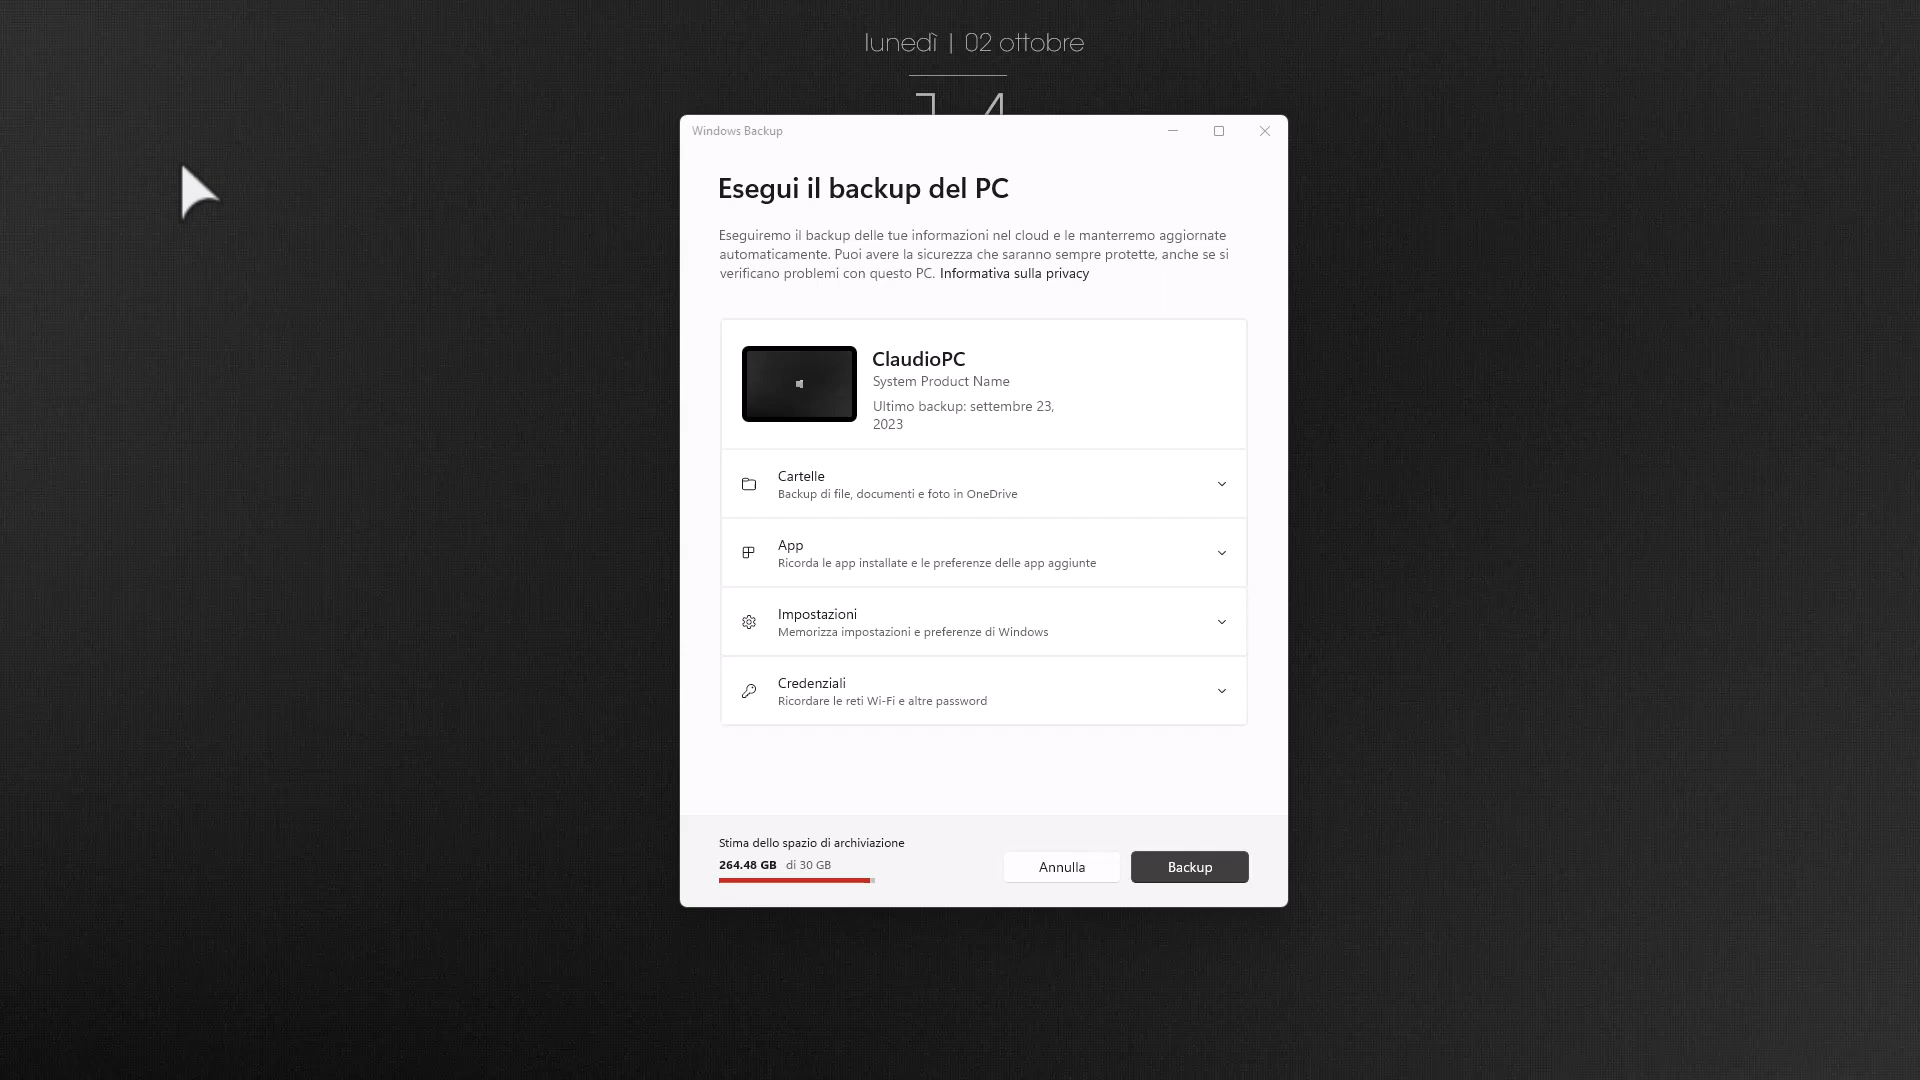 lunedì | 02 ottobre
Windows Backup
Esegui il backup del PC
Eseguiremo il backup delle tue informazioni nel cloud e le manterremo aggiornate
automaticamente. Puoi avere la sicurezza che saranno sempre protette, anche se si
verificano problemi con questo PC. Informativa sulla privacy
ClaudioPC
System Product Name
Ultimo backup: settembre 23,
2023
Cartelle
Backup di file, documenti e foto in OneDrive
App
Ricorda le app installate e le preferenze delle app aggiunte
Impostazioni
Memorizza impostazioni e preferenze di Windows
Credenziali
Ricordare le reti Wi-Fi e altre password
Stima dello spazio di archiviazione
264.48 GB di 30 GB
Annulla
Backup